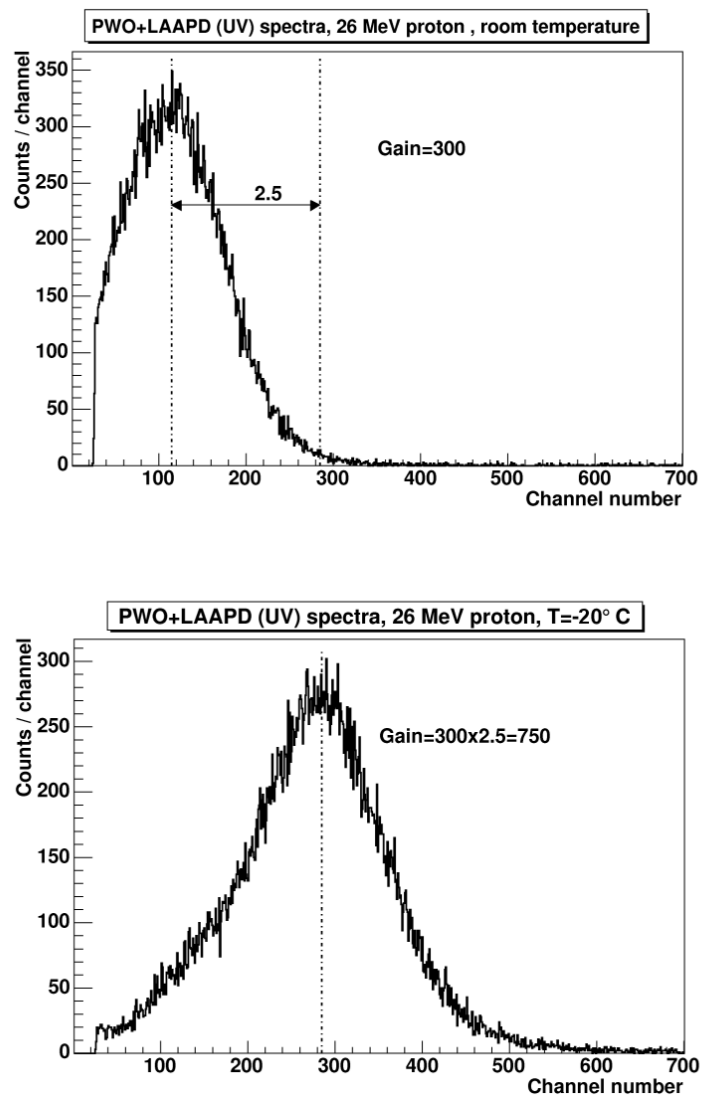 PWO+LAAPD (UV) spectra, 26 MeV proton , room temperature
Counts / channel
350
300
250
200
150
100
50
0
Gain=300
2.5
100 200 300 400 500 600 700
Channel number
PWO+LAAPD (UV) spectra, 26 MeV proton, T=-20° C
Counts / channel
300
250
200
150
100
50
0
Gain=300x2.5=750
100 200 300 400 500 600 700
Channel number